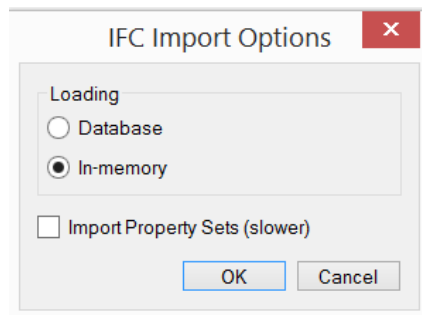 IFC Import Options
Loading
Database
In-memory
Import Property Sets (slower)
OK
Cancel